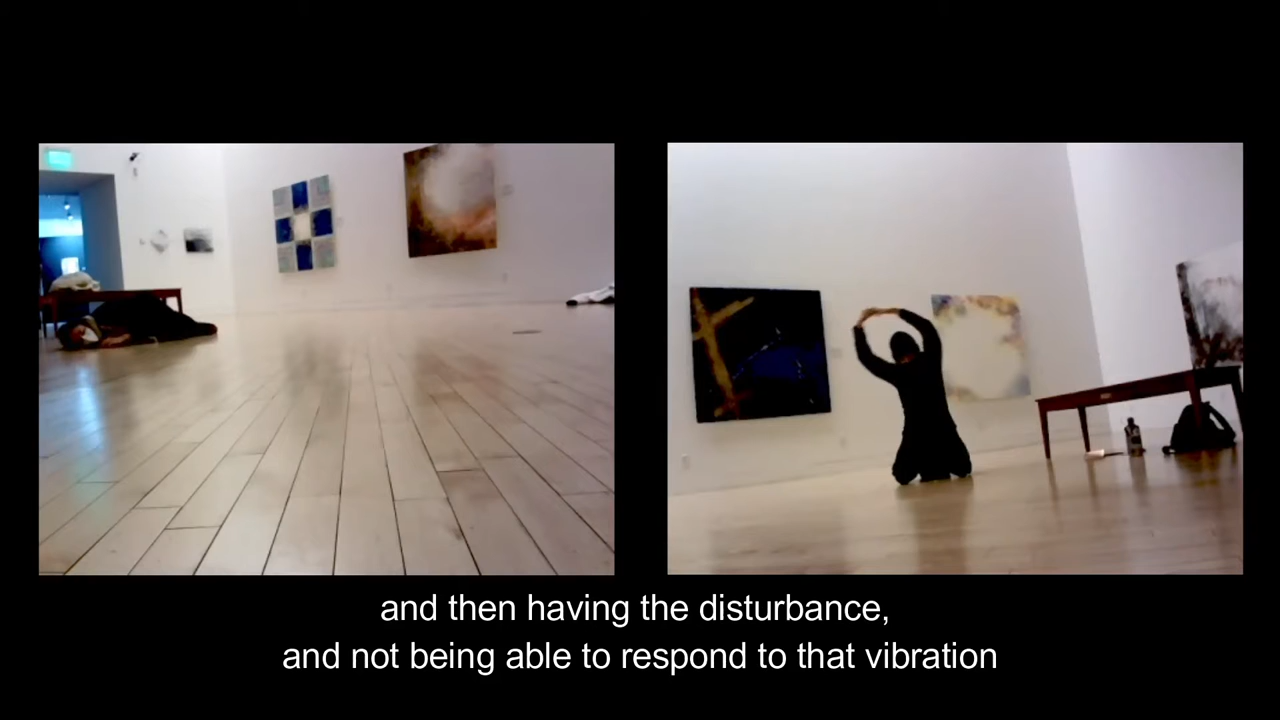 and then having the disturbance,
and not being able to respond to that vibration